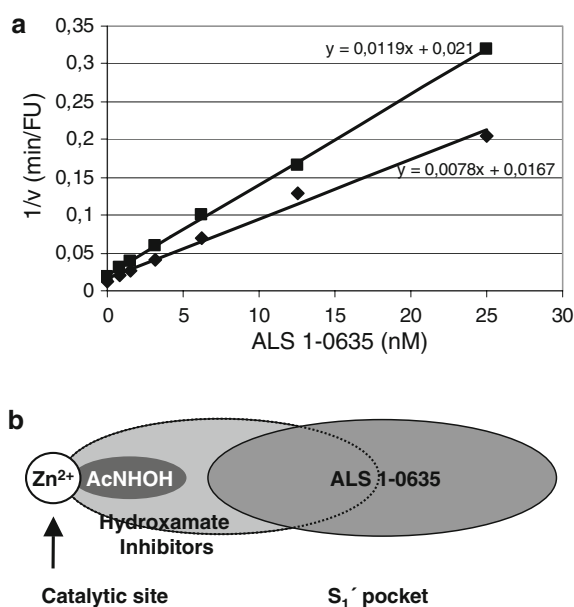 a
0,35
y = 0,0119x + 0,021
0,3
0,25
0,2
y = 0,0078x + 0,0167
0,15
0,1
0,05
0
1/v (min/FU)
0 5 10 15 20 25 30
ALS 1-0635 (nM)
b
Zn²⁺ AcNHOH ALS 1-0635
Hydroxamate
Inhibitors
Catalytic site S₁´ pocket